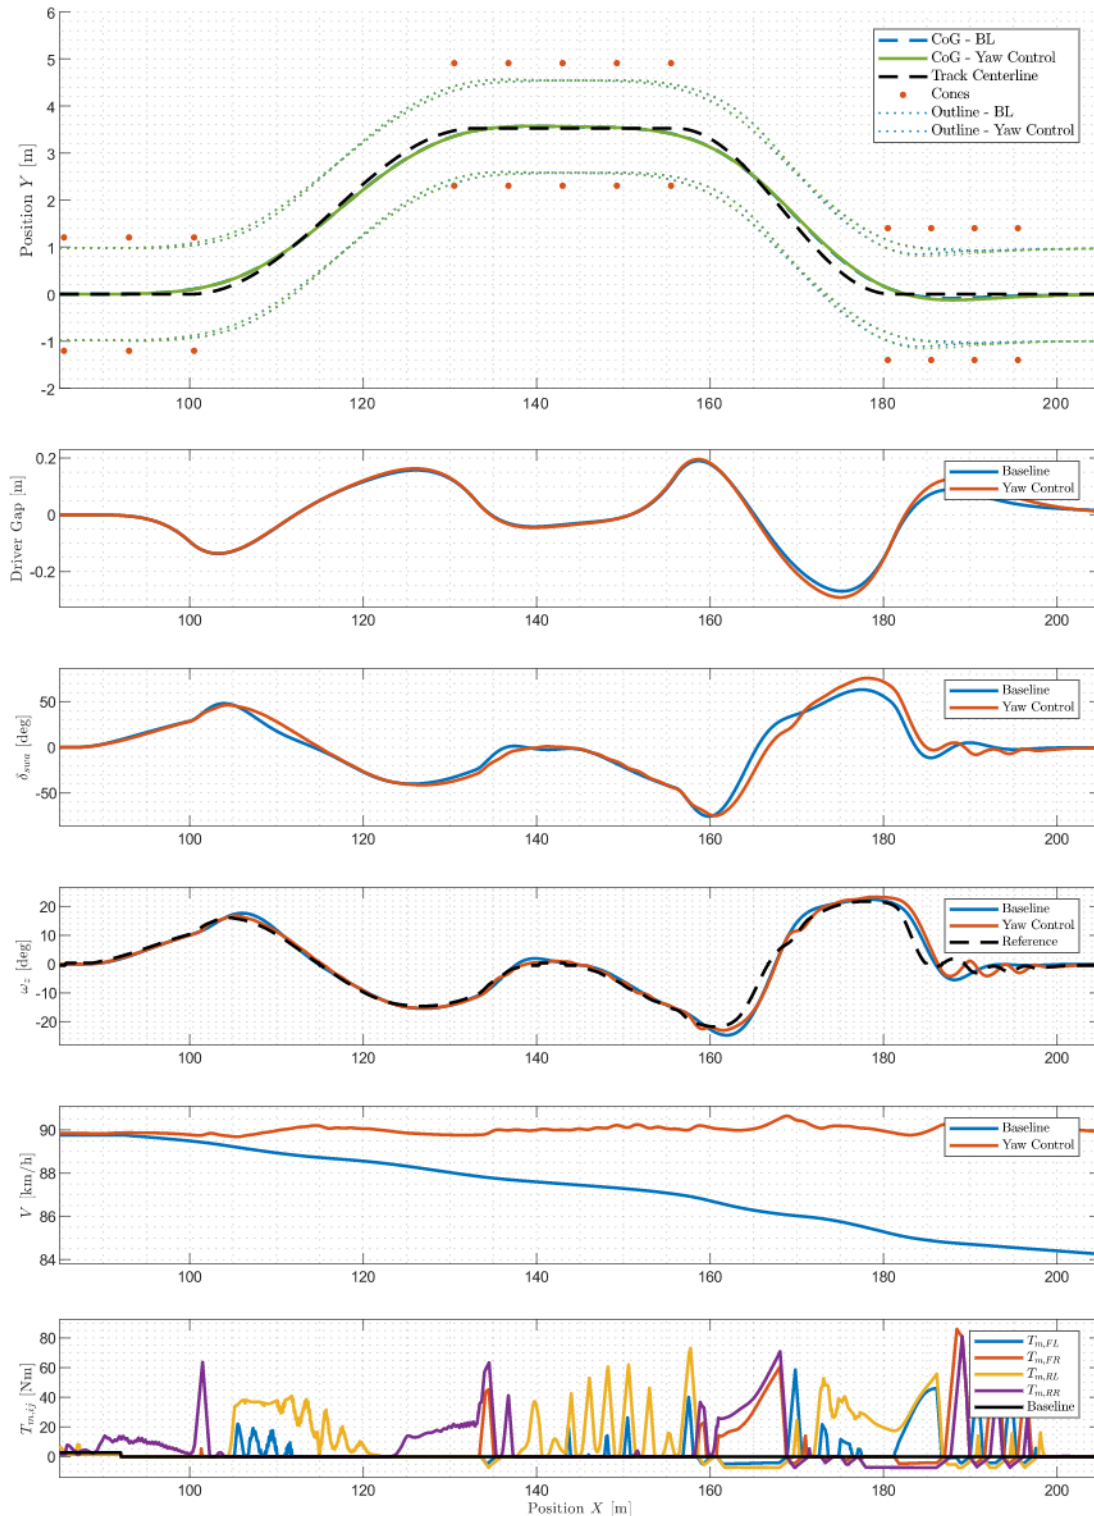 6
5
4
3
2
1
0
-1
-2
Position Y [m]
CoG - BL
CoG - Yaw Control
Track Centerline
Cones
Outline - BL
Outline - Yaw Control
100 120 140 160 180 200
0.2
0
-0.2
Driver Gap [m]
Baseline
Yaw Control
100 120 140 160 180 200
50
0
-50
δswa [deg]
Baseline
Yaw Control
100 120 140 160 180 200
20
10
0
-10
-20
ωz [deg]
Baseline
Yaw Control
Reference
100 120 140 160 180 200
90
88
86
84
V [km/h]
Baseline
Yaw Control
100 120 140 160 180 200
80
60
40
20
0
Tm,ij [Nm]
Tm,FL
Tm,FR
Tm,RL
Tm,RR
Baseline
100 120 140 160 180 200
Position X [m]